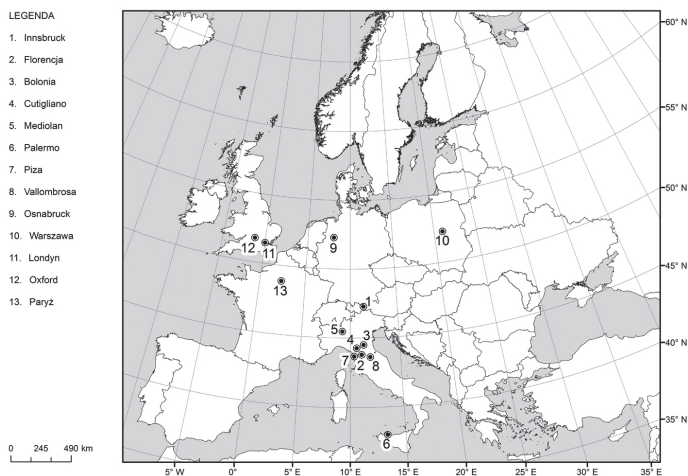 LEGENDA
1. Innsbruck
2. Florencja
3. Bolonia
4. Cutigliano
5. Mediolan
6. Palermo
7. Piza
8. Vallombrosa
9. Osnabruck
10. Warszawa
11. Londyn
12. Oxford
13. Paryż
0 245 490 km
60° N
55° N
50° N
45° N
40° N
35° N
12
11
9
10
13
1
5
4
3
7
2
8
6
5° W 0° 5° E 10° E 15° E 20° E 25° E 30° E 35° E